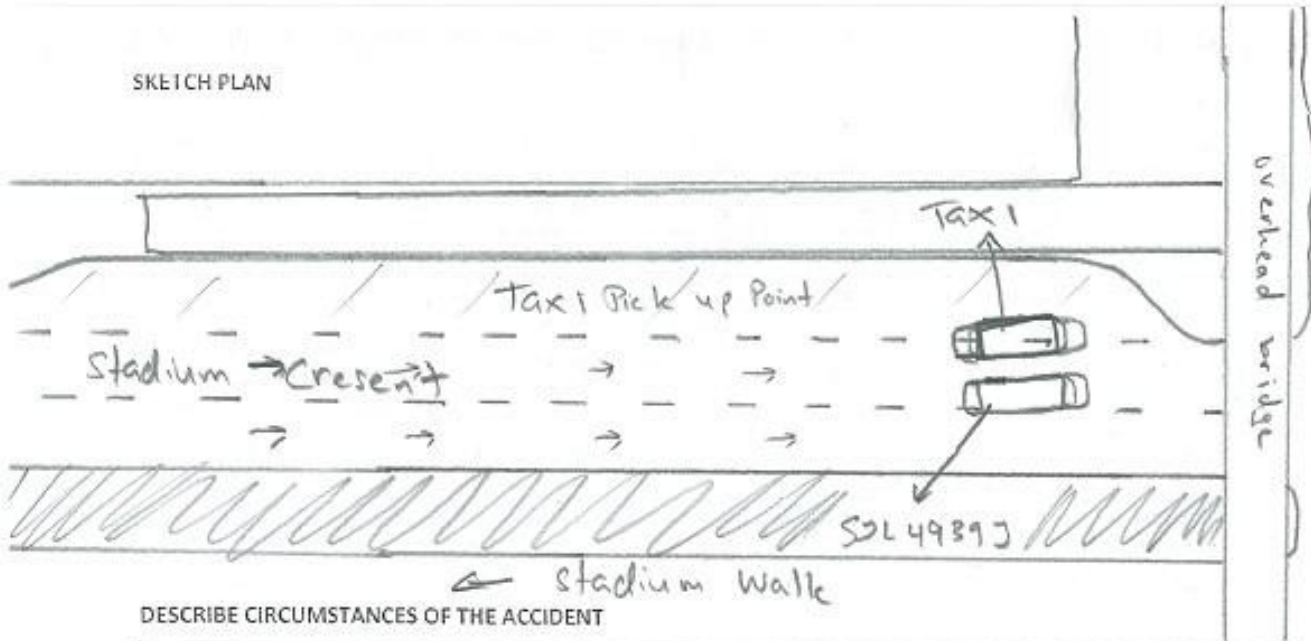 SKETCH PLAN
Taxi
overhead bridge
Taxi Pick up Point
Stadium Cresent
SJL 4939J
Stadium Walk
DESCRIBE CIRCUMSTANCES OF THE ACCIDENT